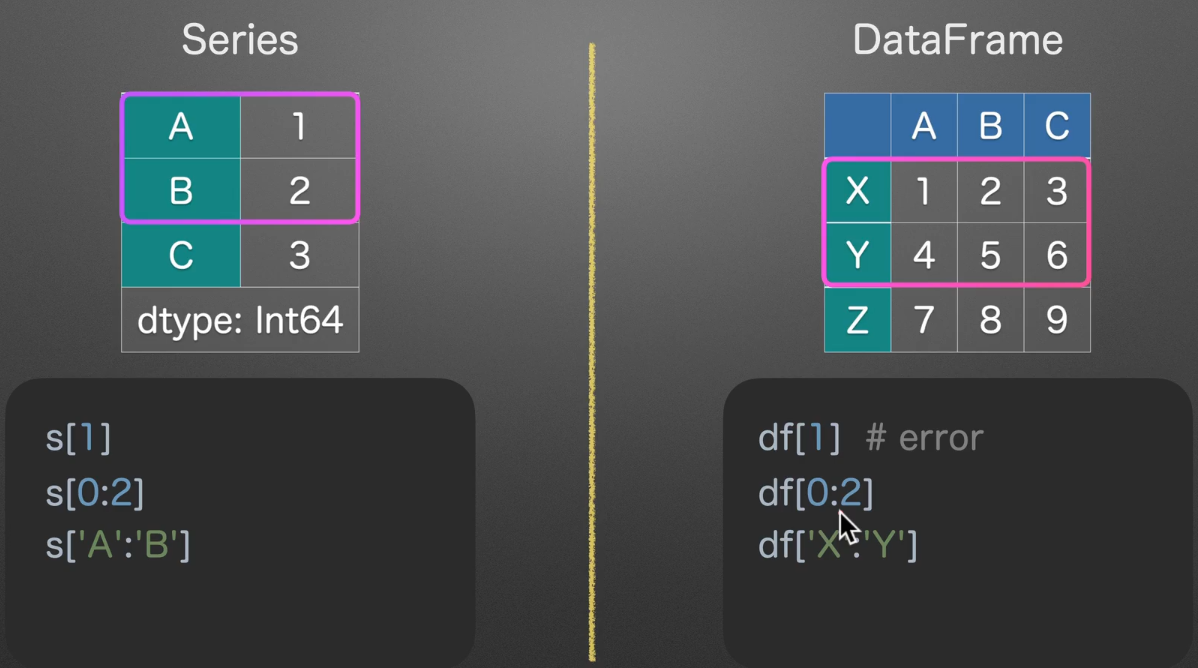 Series
A 1
B 2
C 3
dtype: Int64
s[1]
s[0:2]
s['A':'B']
DataFrame
A B C
X 1 2 3
Y 4 5 6
Z 7 8 9
df[1] # error
df[0:2]
df['X':'Y']